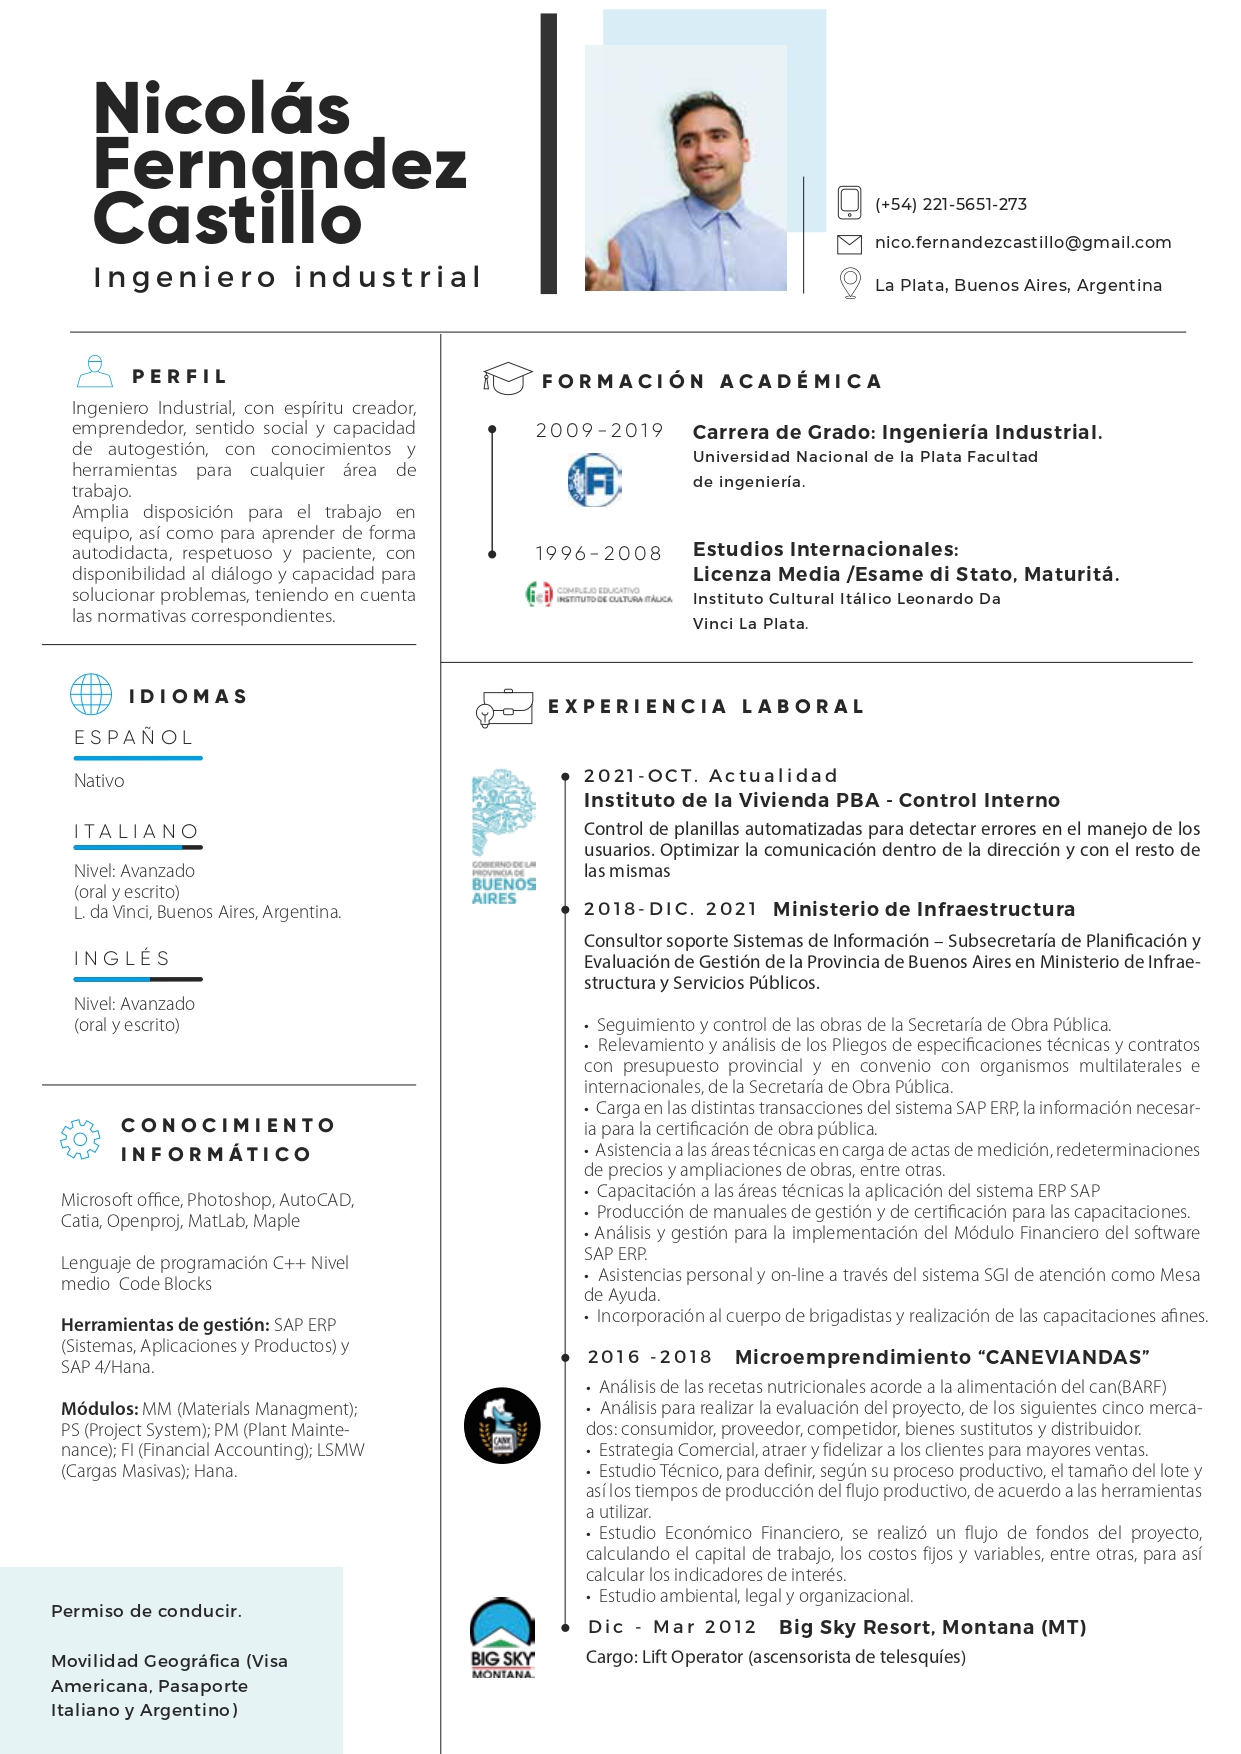 Nicolás
Fernandez
Castillo
Ingeniero industrial
(+54) 221-5651-273
nico.fernandezcastillo@gmail.com
La Plata, Buenos Aires, Argentina
PERFIL
Ingeniero Industrial, con espíritu creador,
emprendedor, sentido social y capacidad
de autogestión, con conocimientos y
herramientas para cualquier área de
trabajo.
Amplia disposición para el trabajo en
equipo, así como para aprender de forma
autodidacta, respetuoso y paciente, con
disponibilidad al diálogo y capacidad para
solucionar problemas, teniendo en cuenta
las normativas correspondientes.
IDIOMAS
ESPAÑOL
Nativo
ITALIANO
Nivel: Avanzado
(oral y escrito)
L. da Vinci, Buenos Aires, Argentina.
INGLÉS
Nivel: Avanzado
(oral y escrito)
CONOCIMIENTO
INFORMÁTICO
Microsoft office, Photoshop, AutoCAD,
Catia, Openproj, MatLab, Maple
Lenguaje de programación C++ Nivel
medio  Code Blocks
Herramientas de gestión: SAP ERP
(Sistemas, Aplicaciones y Productos) y
SAP 4/Hana.
Módulos: MM (Materials Managment);
PS (Project System); PM (Plant Mainte-
nance); FI (Financial Accounting); LSMW
(Cargas Masivas); Hana.
Permiso de conducir.
Movilidad Geográfica (Visa
Americana, Pasaporte
Italiano y Argentino)
FORMACIÓN ACADÉMICA
2009-2019
Carrera de Grado: Ingeniería Industrial.
Universidad Nacional de la Plata Facultad
de ingeniería.
Fi
1996-2008
Estudios Internacionales:
Licenza Media /Esame di Stato, Maturitá.
Instituto Cultural Itálico Leonardo Da
Vinci La Plata.
ici
COMPLEJO EDUCATIVO
INSTITUTO DE CULTURA ITÁLICA
EXPERIENCIA LABORAL
GOBIERNO DE LA
PROVINCIA DE
BUENOS
AIRES
2021-OCT. Actualidad
Instituto de la Vivienda PBA - Control Interno
Control de planillas automatizadas para detectar errores en el manejo de los
usuarios. Optimizar la comunicación dentro de la dirección y con el resto de
las mismas
2018-DIC. 2021 Ministerio de Infraestructura
Consultor soporte Sistemas de Información – Subsecretaría de Planificación y
Evaluación de Gestión de la Provincia de Buenos Aires en Ministerio de Infrae-
structura y Servicios Públicos.
• Seguimiento y control de las obras de la Secretaría de Obra Pública.
• Relevamiento y análisis de los Pliegos de especificaciones técnicas y contratos
con presupuesto provincial y en convenio con organismos multilaterales e
internacionales, de la Secretaría de Obra Pública.
• Carga en las distintas transacciones del sistema SAP ERP, la información necesar-
ia para la certificación de obra pública.
• Asistencia a las áreas técnicas en carga de actas de medición, redeterminaciones
de precios y ampliaciones de obras, entre otras.
• Capacitación a las áreas técnicas la aplicación del sistema ERP SAP
• Producción de manuales de gestión y de certificación para las capacitaciones.
• Análisis y gestión para la implementación del Módulo Financiero del software
SAP ERP.
• Asistencias personal y on-line a través del sistema SGI de atención como Mesa
de Ayuda.
• Incorporación al cuerpo de brigadistas y realización de las capacitaciones afines.
2016 -2018 Microemprendimiento “CANEVIANDAS”
• Análisis de las recetas nutricionales acorde a la alimentación del can(BARF)
• Análisis para realizar la evaluación del proyecto, de los siguientes cinco merca-
dos: consumidor, proveedor, competidor, bienes sustitutos y distribuidor.
• Estrategia Comercial, atraer y fidelizar a los clientes para mayores ventas.
• Estudio Técnico, para definir, según su proceso productivo, el tamaño del lote y
así los tiempos de producción del flujo productivo, de acuerdo a las herramientas
a utilizar.
• Estudio Económico Financiero, se realizó un flujo de fondos del proyecto,
calculando el capital de trabajo, los costos fijos y variables, entre otras, para así
calcular los indicadores de interés.
• Estudio ambiental, legal y organizacional.
BIG SKY
MONTANA
Dic - Mar 2012 Big Sky Resort, Montana (MT)
Cargo: Lift Operator (ascensorista de telesquíes)